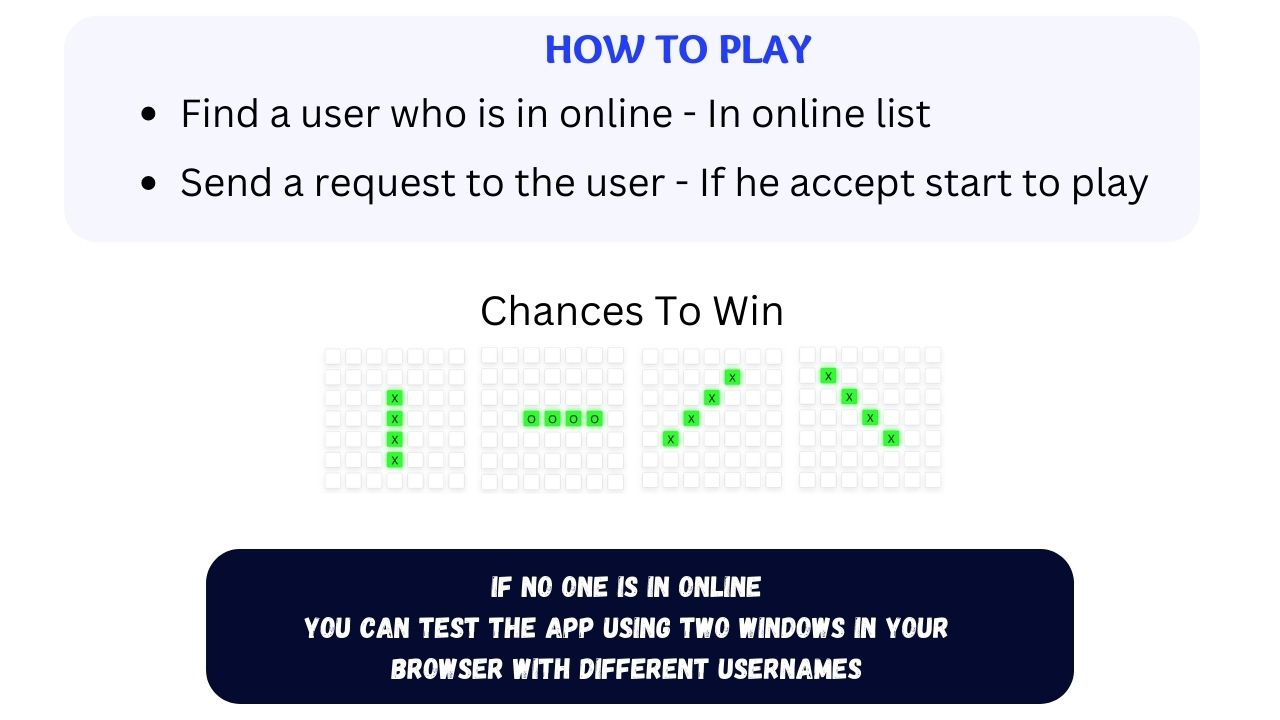 HOW TO PLAY
Find a user who is in online - In online list
Send a request to the user - If he accept start to play
Chances To Win
X
X
X
X
O O O O
X
X
X
X
X
X
X
X
IF NO ONE IS IN ONLINE
YOU CAN TEST THE APP USING TWO WINDOWS IN YOUR
BROWSER WITH DIFFERENT USERNAMES